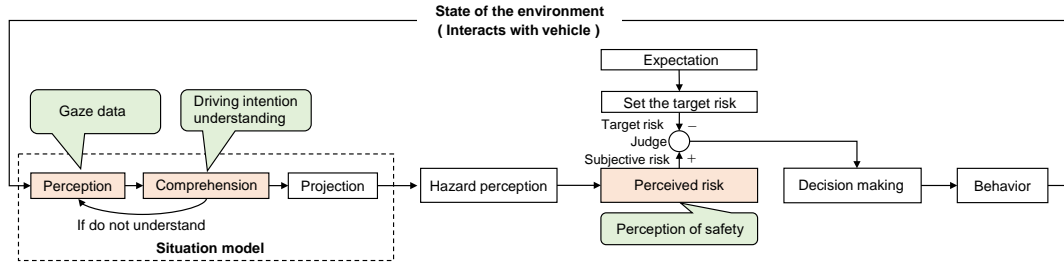 State of the environment
( Interacts with vehicle )
Expectation
Gaze data
Driving intention
understanding
Set the target risk
Target risk −
Judge
Subjective risk +
Perception
Comprehension
Projection
Hazard perception
Perceived risk
Decision making
Behavior
If do not understand
Perception of safety
Situation model